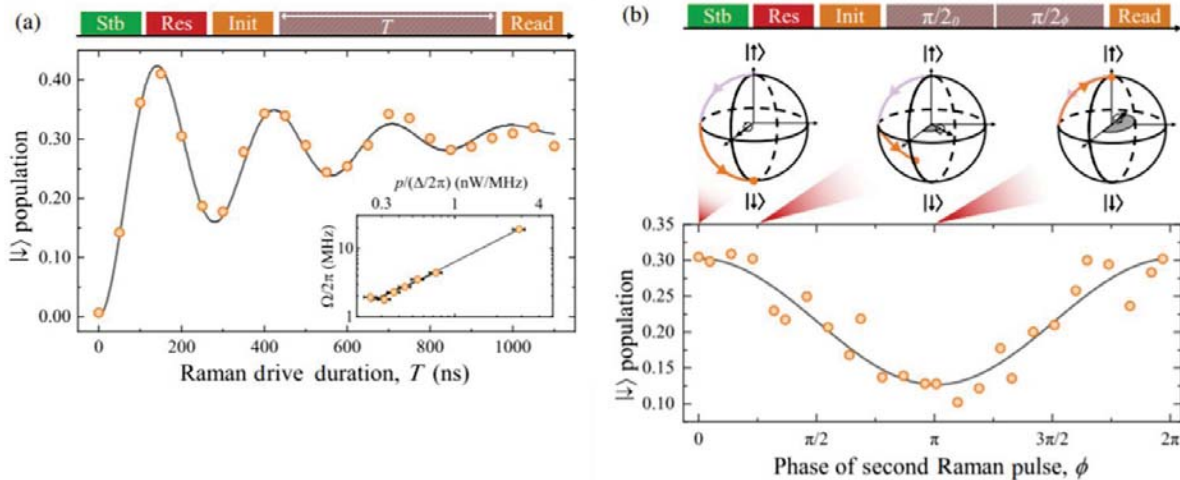 (a)
Stb Res Init T Read
|↓⟩ population
0.40
0.30
0.20
0.10
0.00
p/(Δ/2π) (nW/MHz)
0.3 1 4
Ω/2π (MHz)
10
1
0 200 400 600 800 1000
Raman drive duration, T (ns)
(b)
Stb Res Init π/2₀ π/2ϕ Read
|↑⟩ |↑⟩ |↑⟩
|↓⟩ |↓⟩ |↓⟩
|↓⟩ population
0.35
0.30
0.25
0.20
0.15
0.10
0 π/2 π 3π/2 2π
Phase of second Raman pulse, ϕ